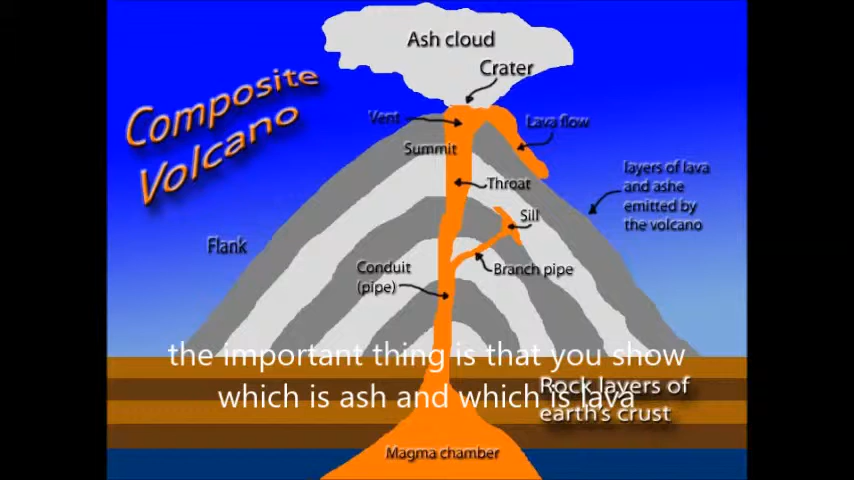 Ash cloud
Crater
Composite
Volcano
Vent
Lava flow
Summit
layers of lava
and ashe
emitted by
the volcano
Throat
Sill
Flank
Conduit
(pipe)
Branch pipe
the important thing is that you show
which is ash and which is lava
Rock layers of
earth's crust
Magma chamber